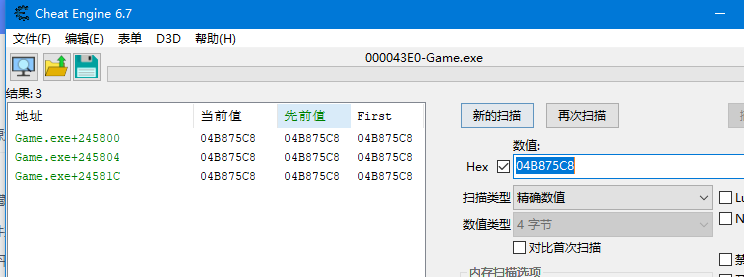 Cheat Engine 6.7
文件(F) 编辑(E) 表单 D3D 帮助(H)
000043E0-Game.exe
结果: 3
地址 当前值 先前值 First
Game.exe+245800 04B875C8 04B875C8 04B875C8
Game.exe+245804 04B875C8 04B875C8 04B875C8
Game.exe+24581C 04B875C8 04B875C8 04B875C8
新的扫描 再次扫描
数值:
Hex 04B875C8
扫描类型 精确数值
数值类型 4 字节
对比首次扫描
内存扫描选项